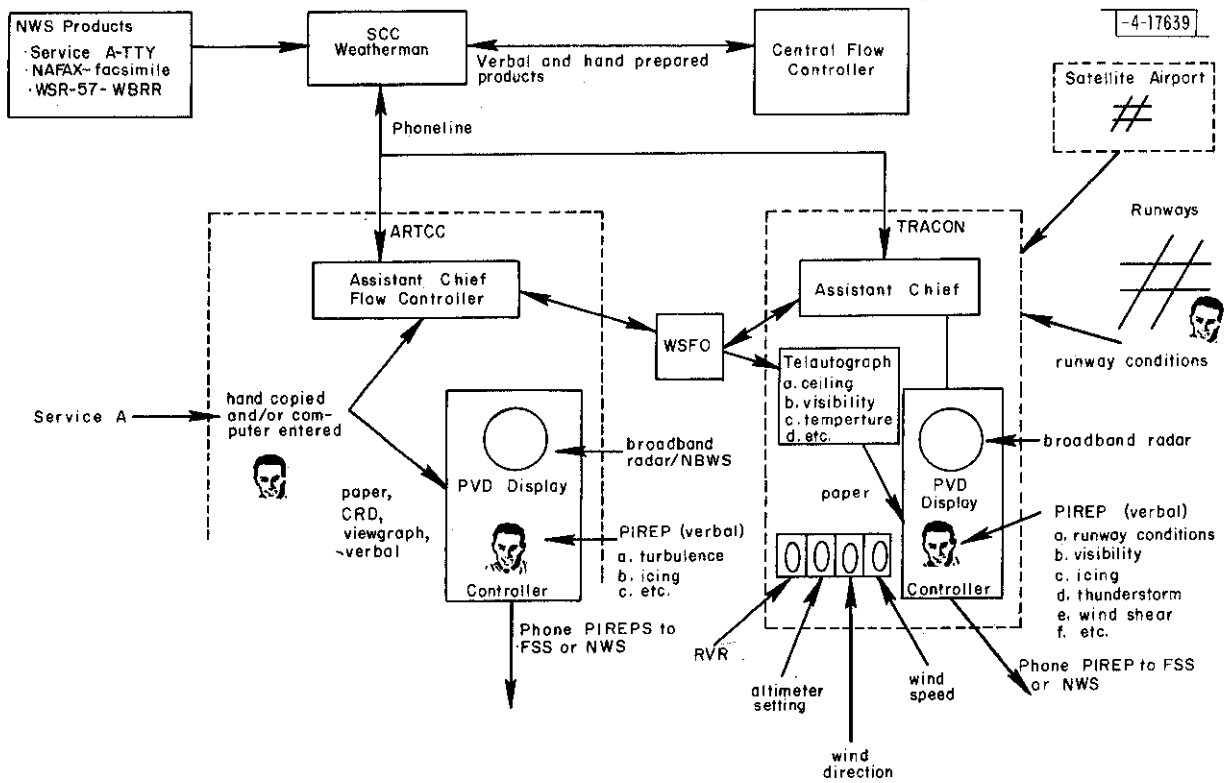 NWS Products
·Service A-TTY
·NAFAX-facsimile
·WSR-57-WBRR
SCC
Weatherman
Verbal and hand prepared
products
Central Flow
Controller
-4-17639
Satellite Airport
Phoneline
Runways
runway conditions
ARTCC
Assistant Chief
Flow Controller
WSFO
TRACON
Assistant Chief
Telautograph
a. ceiling
b. visibility
c. temperture
d. etc.
Service A
hand copied
and/or com-
puter entered
paper,
CRD,
viewgraph,
verbal
PVD Display
broadband
radar/NBWS
PIREP (verbal)
a. turbulence
b. icing
c. etc.
Controller
Phone PIREPS to
FSS or NWS
paper
PVD
Display
broadband radar
PIREP (verbal)
a. runway conditions
b. visibility
c. icing
d. thunderstorm
e. wind shear
f. etc.
Controller
RVR
altimeter
setting
wind
direction
wind
speed
Phone PIREP to FSS
or NWS